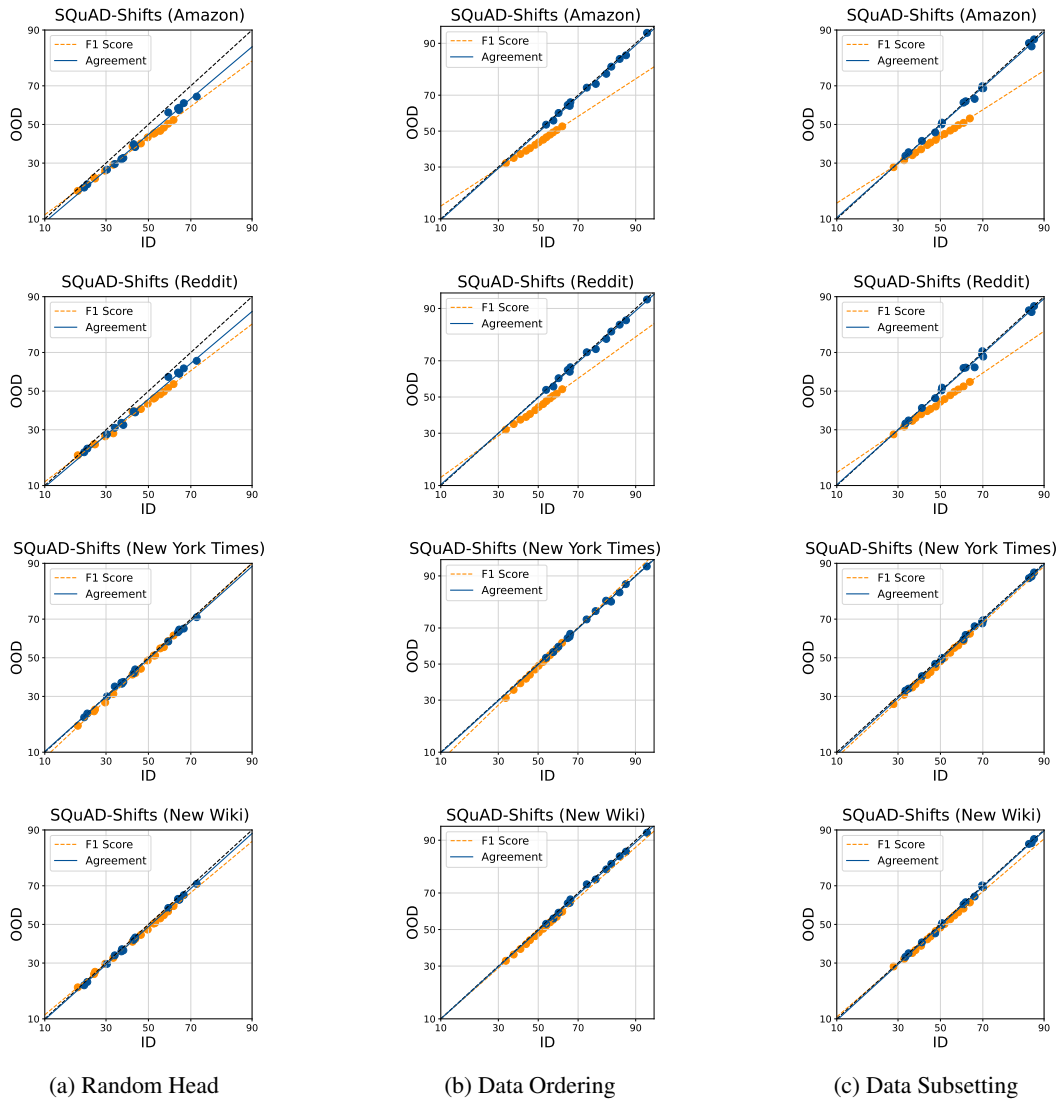 SQuAD-Shifts (Amazon)
90
70
50
30
10
OOD
F1 Score
Agreement
10 30 50 70 90
ID
SQuAD-Shifts (Amazon)
90
70
60
50
30
10
OOD
F1 Score
Agreement
10 30 50 60 70 90
ID
SQuAD-Shifts (Amazon)
90
70
50
30
10
OOD
F1 Score
Agreement
10 30 50 70 90
ID
SQuAD-Shifts (Reddit)
90
70
50
30
10
OOD
F1 Score
Agreement
10 30 50 70 90
ID
SQuAD-Shifts (Reddit)
90
70
50
30
10
OOD
F1 Score
Agreement
10 30 50 60 70 90
ID
SQuAD-Shifts (Reddit)
90
70
50
30
10
OOD
F1 Score
Agreement
10 30 50 70 90
ID
SQuAD-Shifts (New York Times)
90
70
50
30
10
OOD
F1 Score
Agreement
10 30 50 70 90
ID
SQuAD-Shifts (New York Times)
90
70
50
30
10
OOD
F1 Score
Agreement
10 30 50 60 70 90
ID
SQuAD-Shifts (New York Times)
90
70
50
30
10
OOD
F1 Score
Agreement
10 30 50 70 90
ID
SQuAD-Shifts (New Wiki)
90
70
50
30
10
OOD
F1 Score
Agreement
10 30 50 70 90
ID
SQuAD-Shifts (New Wiki)
90
70
50
30
10
OOD
F1 Score
Agreement
10 30 50 60 70 90
ID
SQuAD-Shifts (New Wiki)
90
70
50
30
10
OOD
F1 Score
Agreement
10 30 50 70 90
ID
(a) Random Head
(b) Data Ordering
(c) Data Subsetting